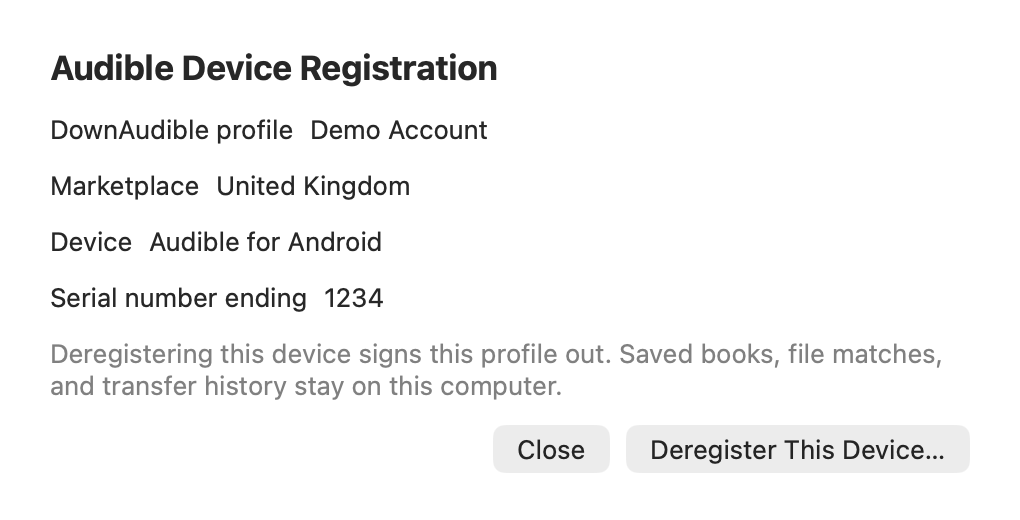 Audible Device Registration
DownAudible profile Demo Account
Marketplace United Kingdom
Device Audible for Android
Serial number ending 1234
Deregistering this device signs this profile out. Saved books, file matches,
and transfer history stay on this computer.
Close Deregister This Device...